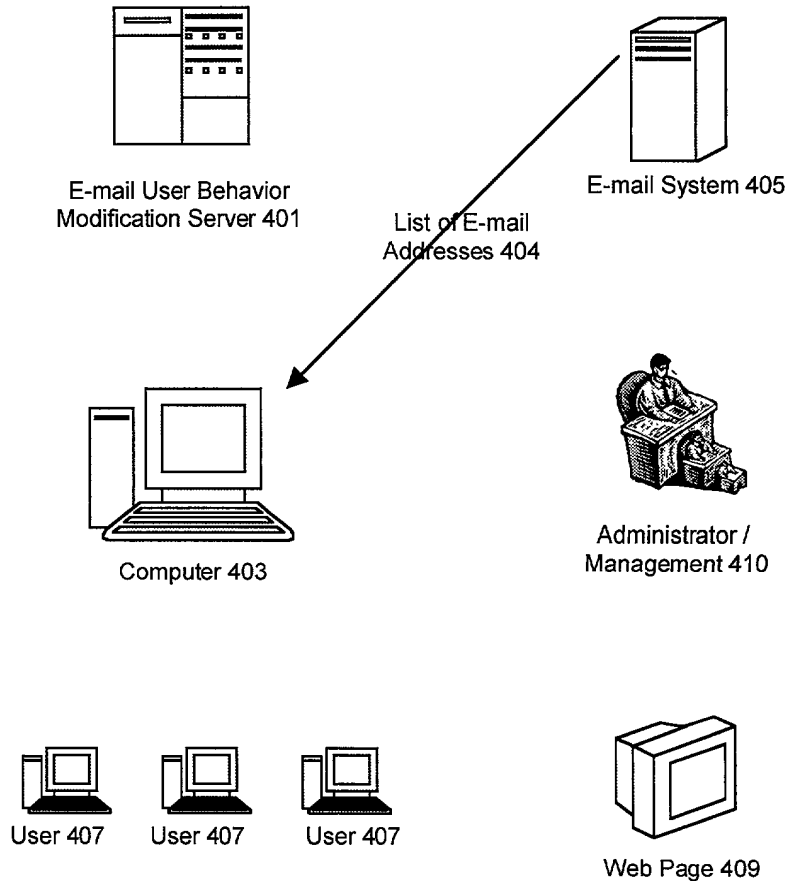 E-mail User Behavior
Modification Server 401
E-mail System 405
List of E-mail
Addresses 404
Computer 403
Administrator /
Management 410
User 407
User 407
User 407
Web Page 409